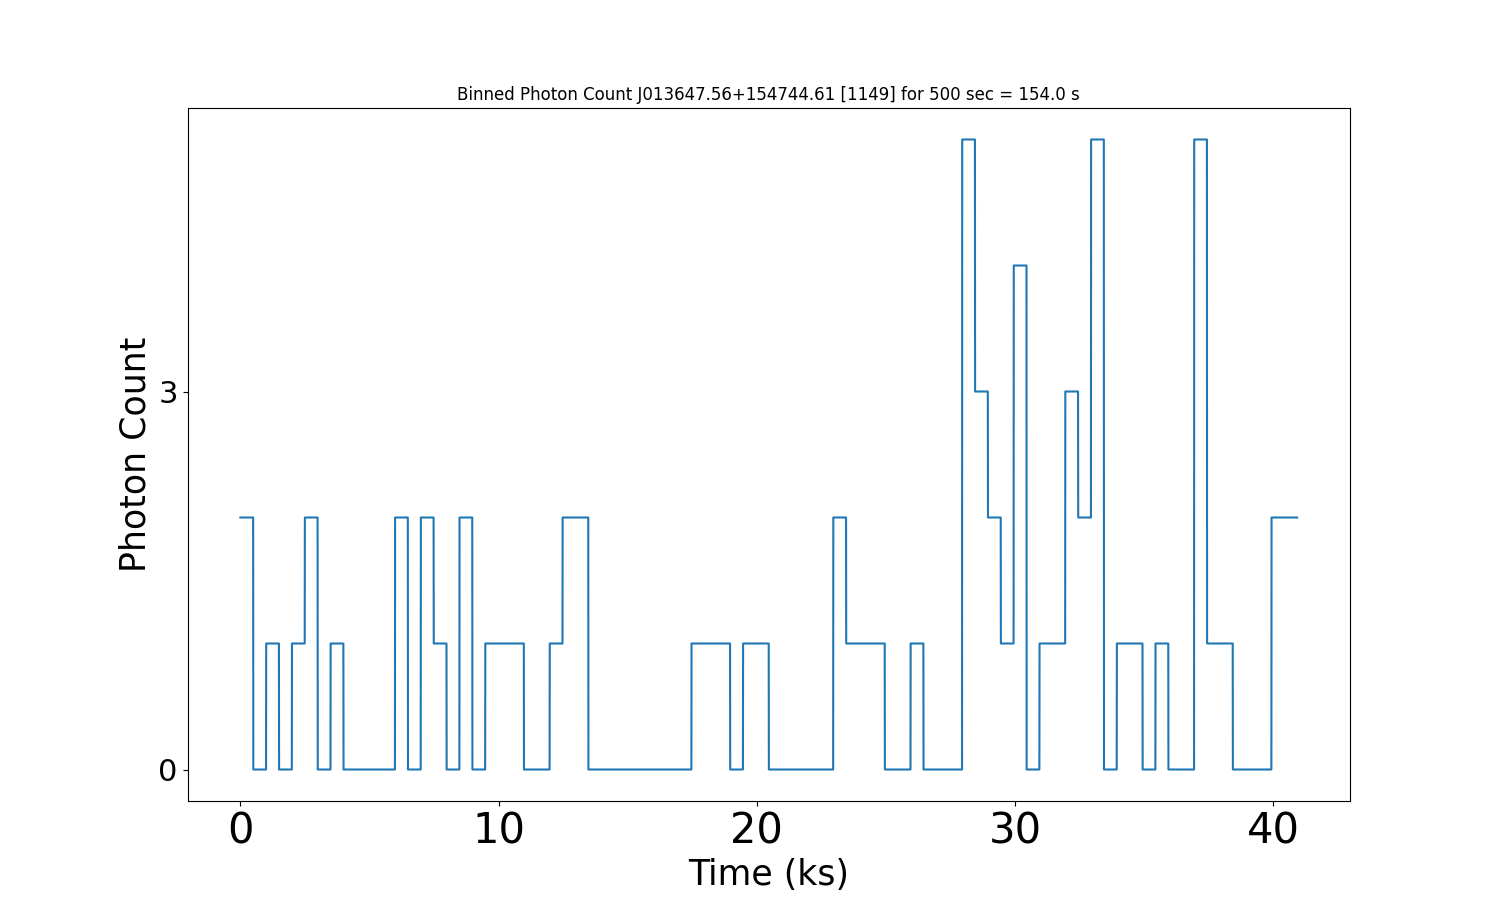 Binned Photon Count J013647.56+154744.61 [1149] for 500 sec = 154.0 s
Photon Count
3
0
0 10 20 30 40
Time (ks)